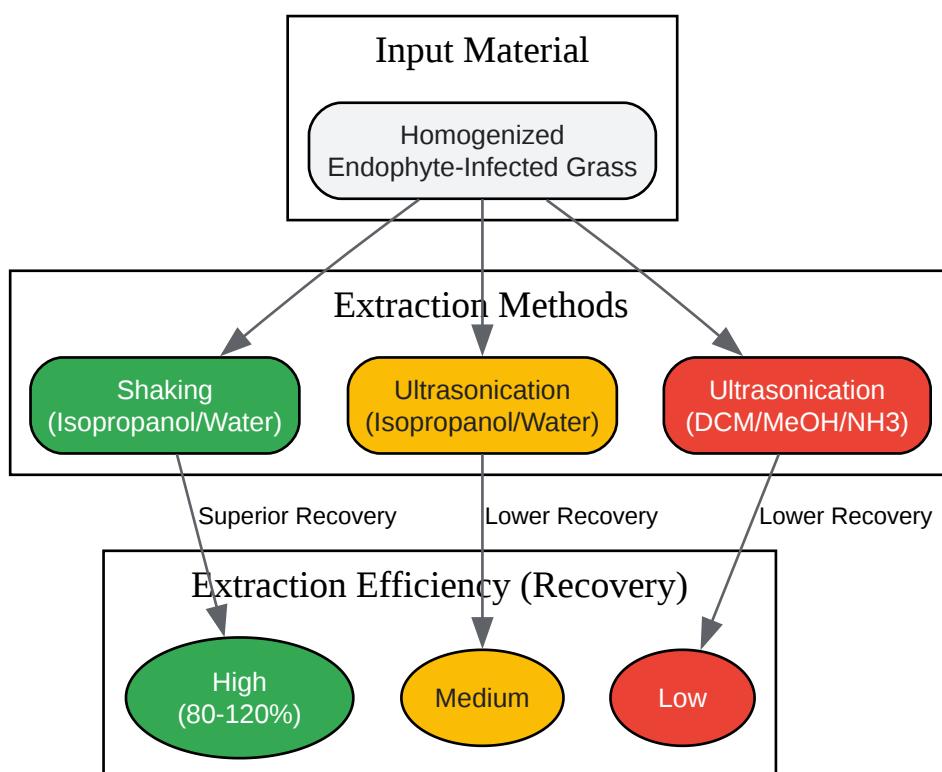 Input Material
Homogenized
Endophyte-Infected Grass
Extraction Methods
Shaking
(Isopropanol/Water)
Ultrasonication
(Isopropanol/Water)
Ultrasonication
(DCM/MeOH/NH3)
Superior Recovery
Lower Recovery
Lower Recovery
Extraction Efficiency (Recovery)
High
(80-120%)
Medium
Low